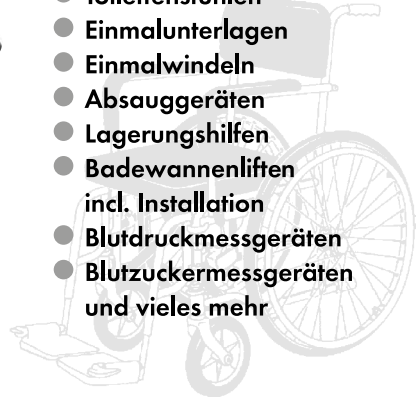 Einmalunterlagen
Einmalwindeln
Absauggeräten
Lagerungshilfen
Badewannenliften
incl. Installation
Blutdruckmessgeräten
Blutzuckermessgeräten
und vieles mehr